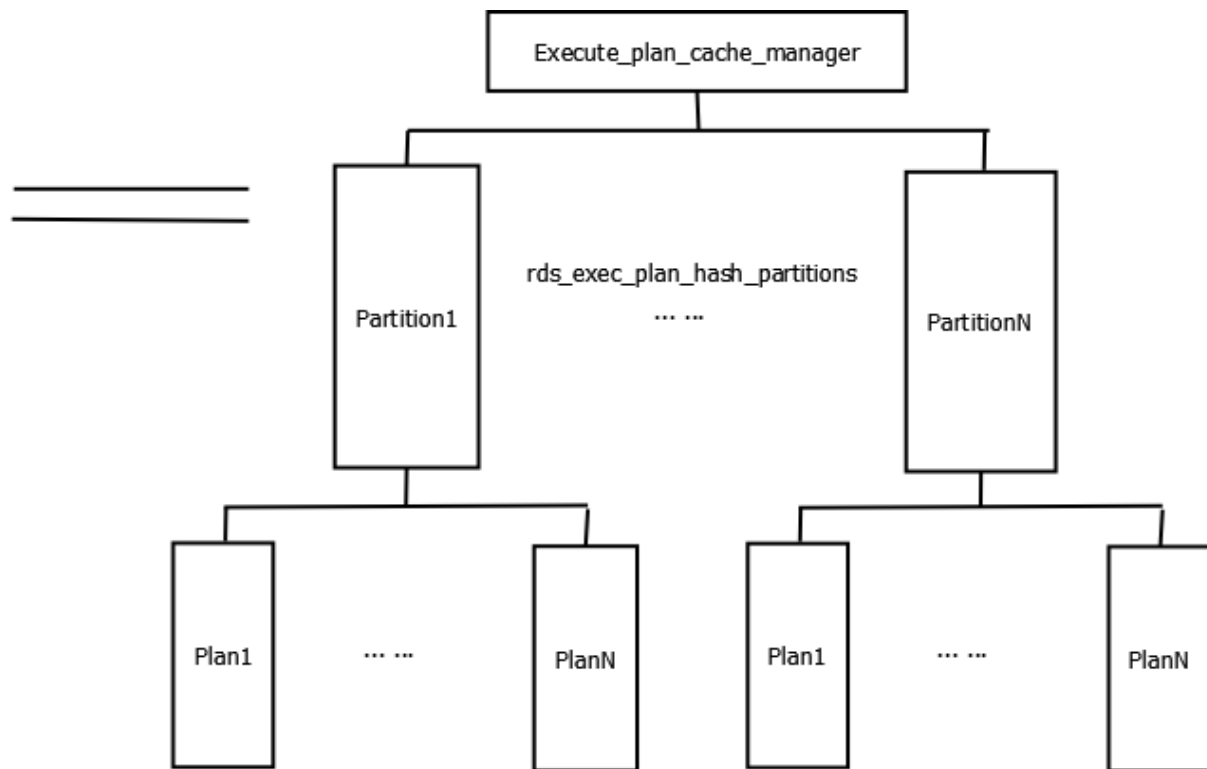 Execute_plan_cache_manager
rds_exec_plan_hash_partitions
... ...
Partition1
PartitionN
Plan1
... ...
PlanN
Plan1
... ...
PlanN